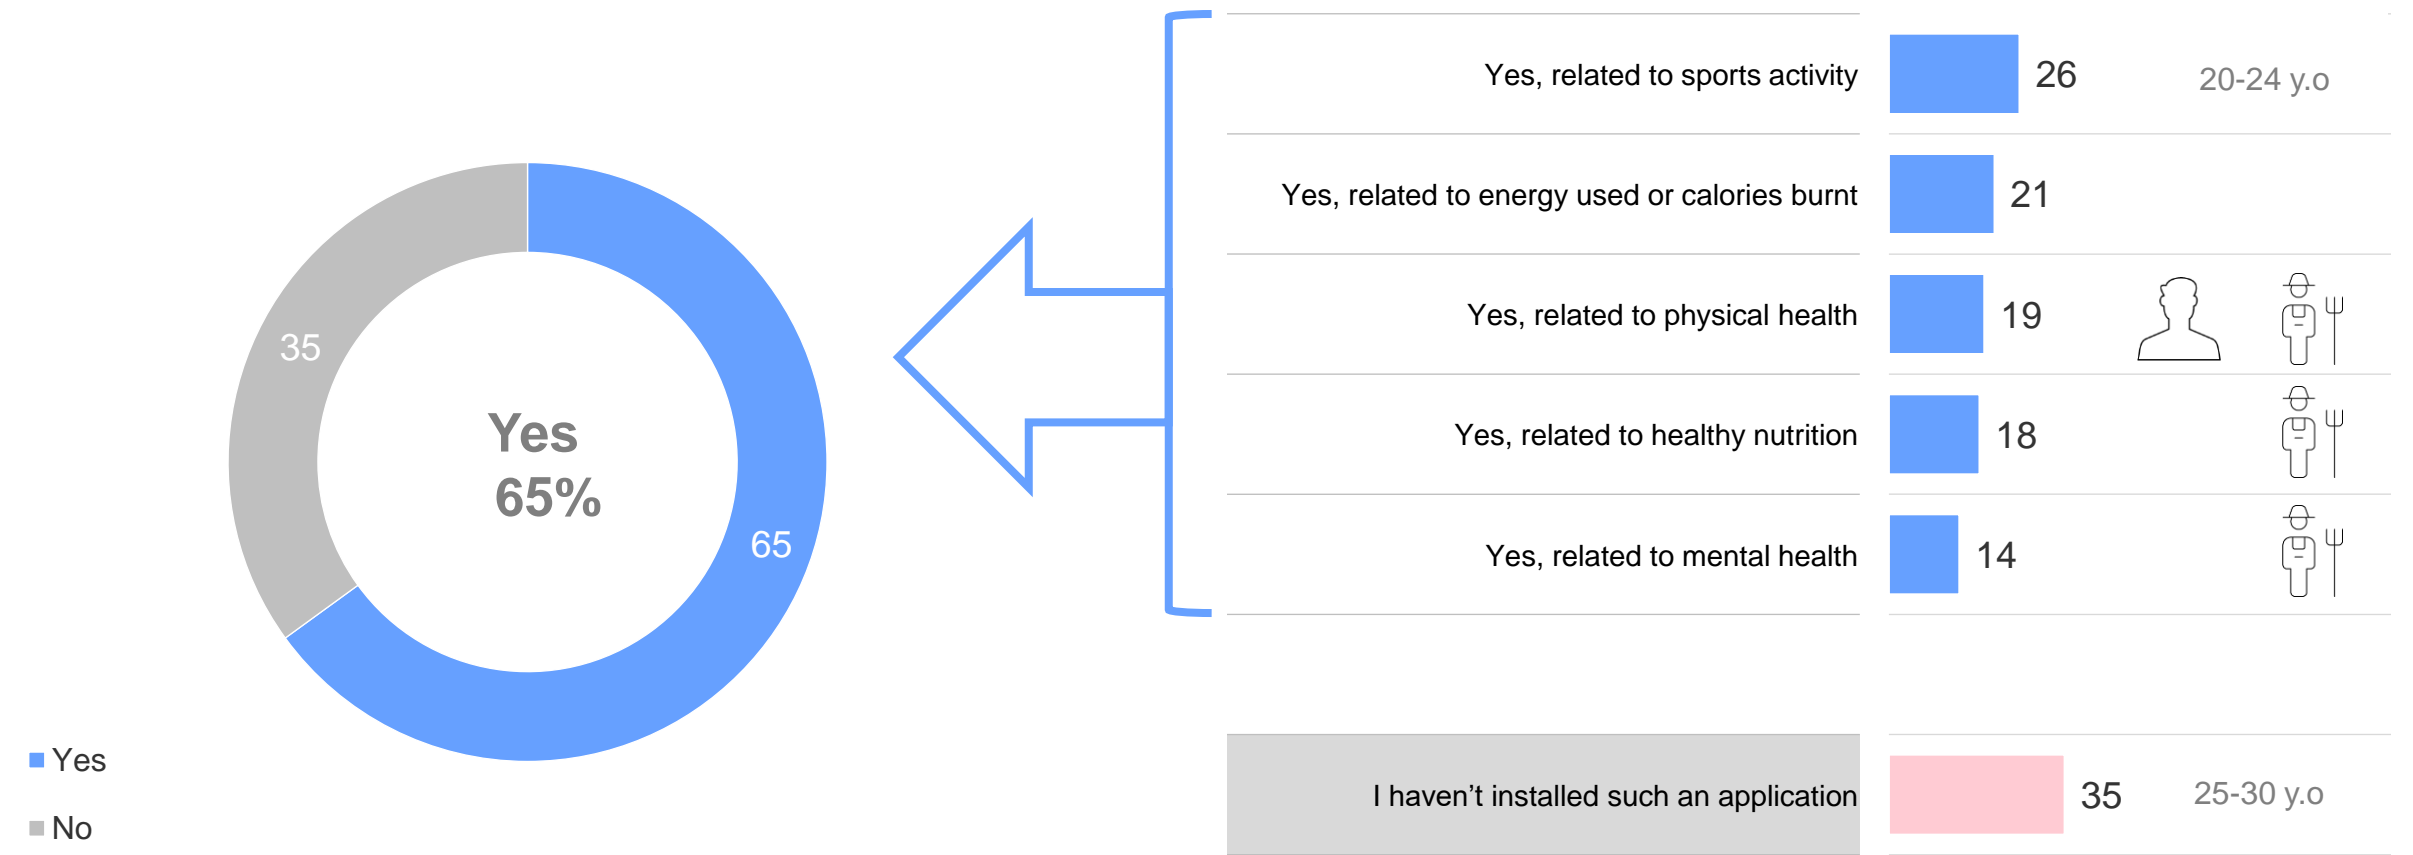 35
65
Yes
65%
Yes
No
Yes, related to sports activity 26 20-24 y.o
Yes, related to energy used or calories burnt 21
Yes, related to physical health 19
Yes, related to healthy nutrition 18
Yes, related to mental health 14
I haven’t installed such an application 35 25-30 y.o